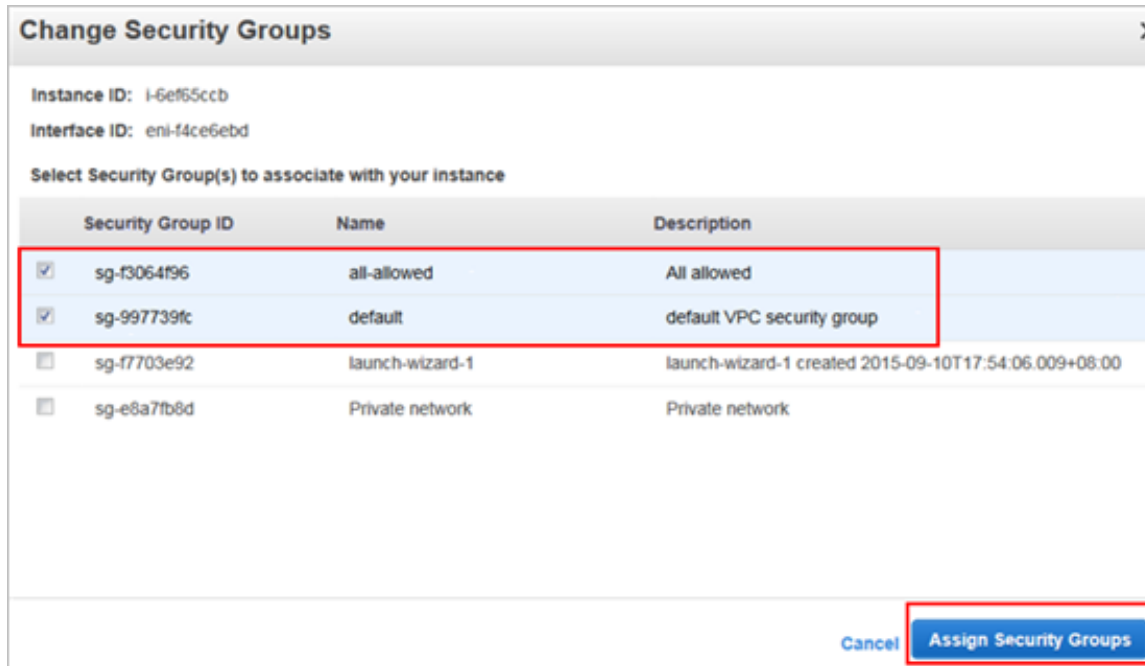 Change Security Groups
Instance ID: i-6ef65ccb
Interface ID: eni-f4ce6ebd
Select Security Group(s) to associate with your instance
Security Group ID Name Description
sg-f3064f96 all-allowed All allowed
sg-997739fc default default VPC security group
sg-f7703e92 launch-wizard-1 launch-wizard-1 created 2015-09-10T17:54:06.009+08:00
sg-e8a7fb8d Private network Private network
Cancel Assign Security Groups